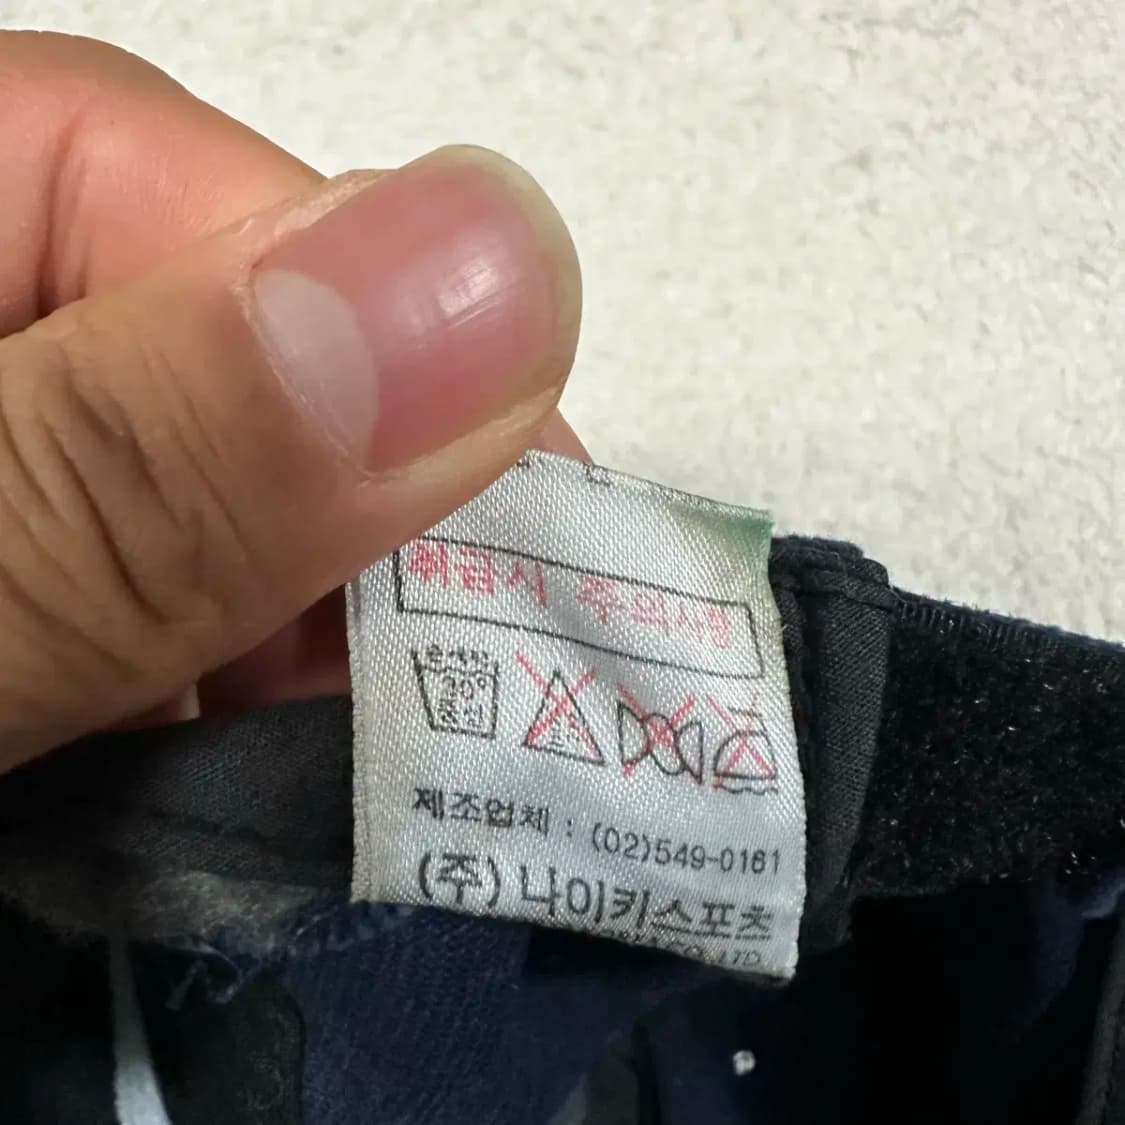 취급시 주의사항
손세탁
30°
중성
제조업체 : (02)549-0161
(주) 나이키스포츠